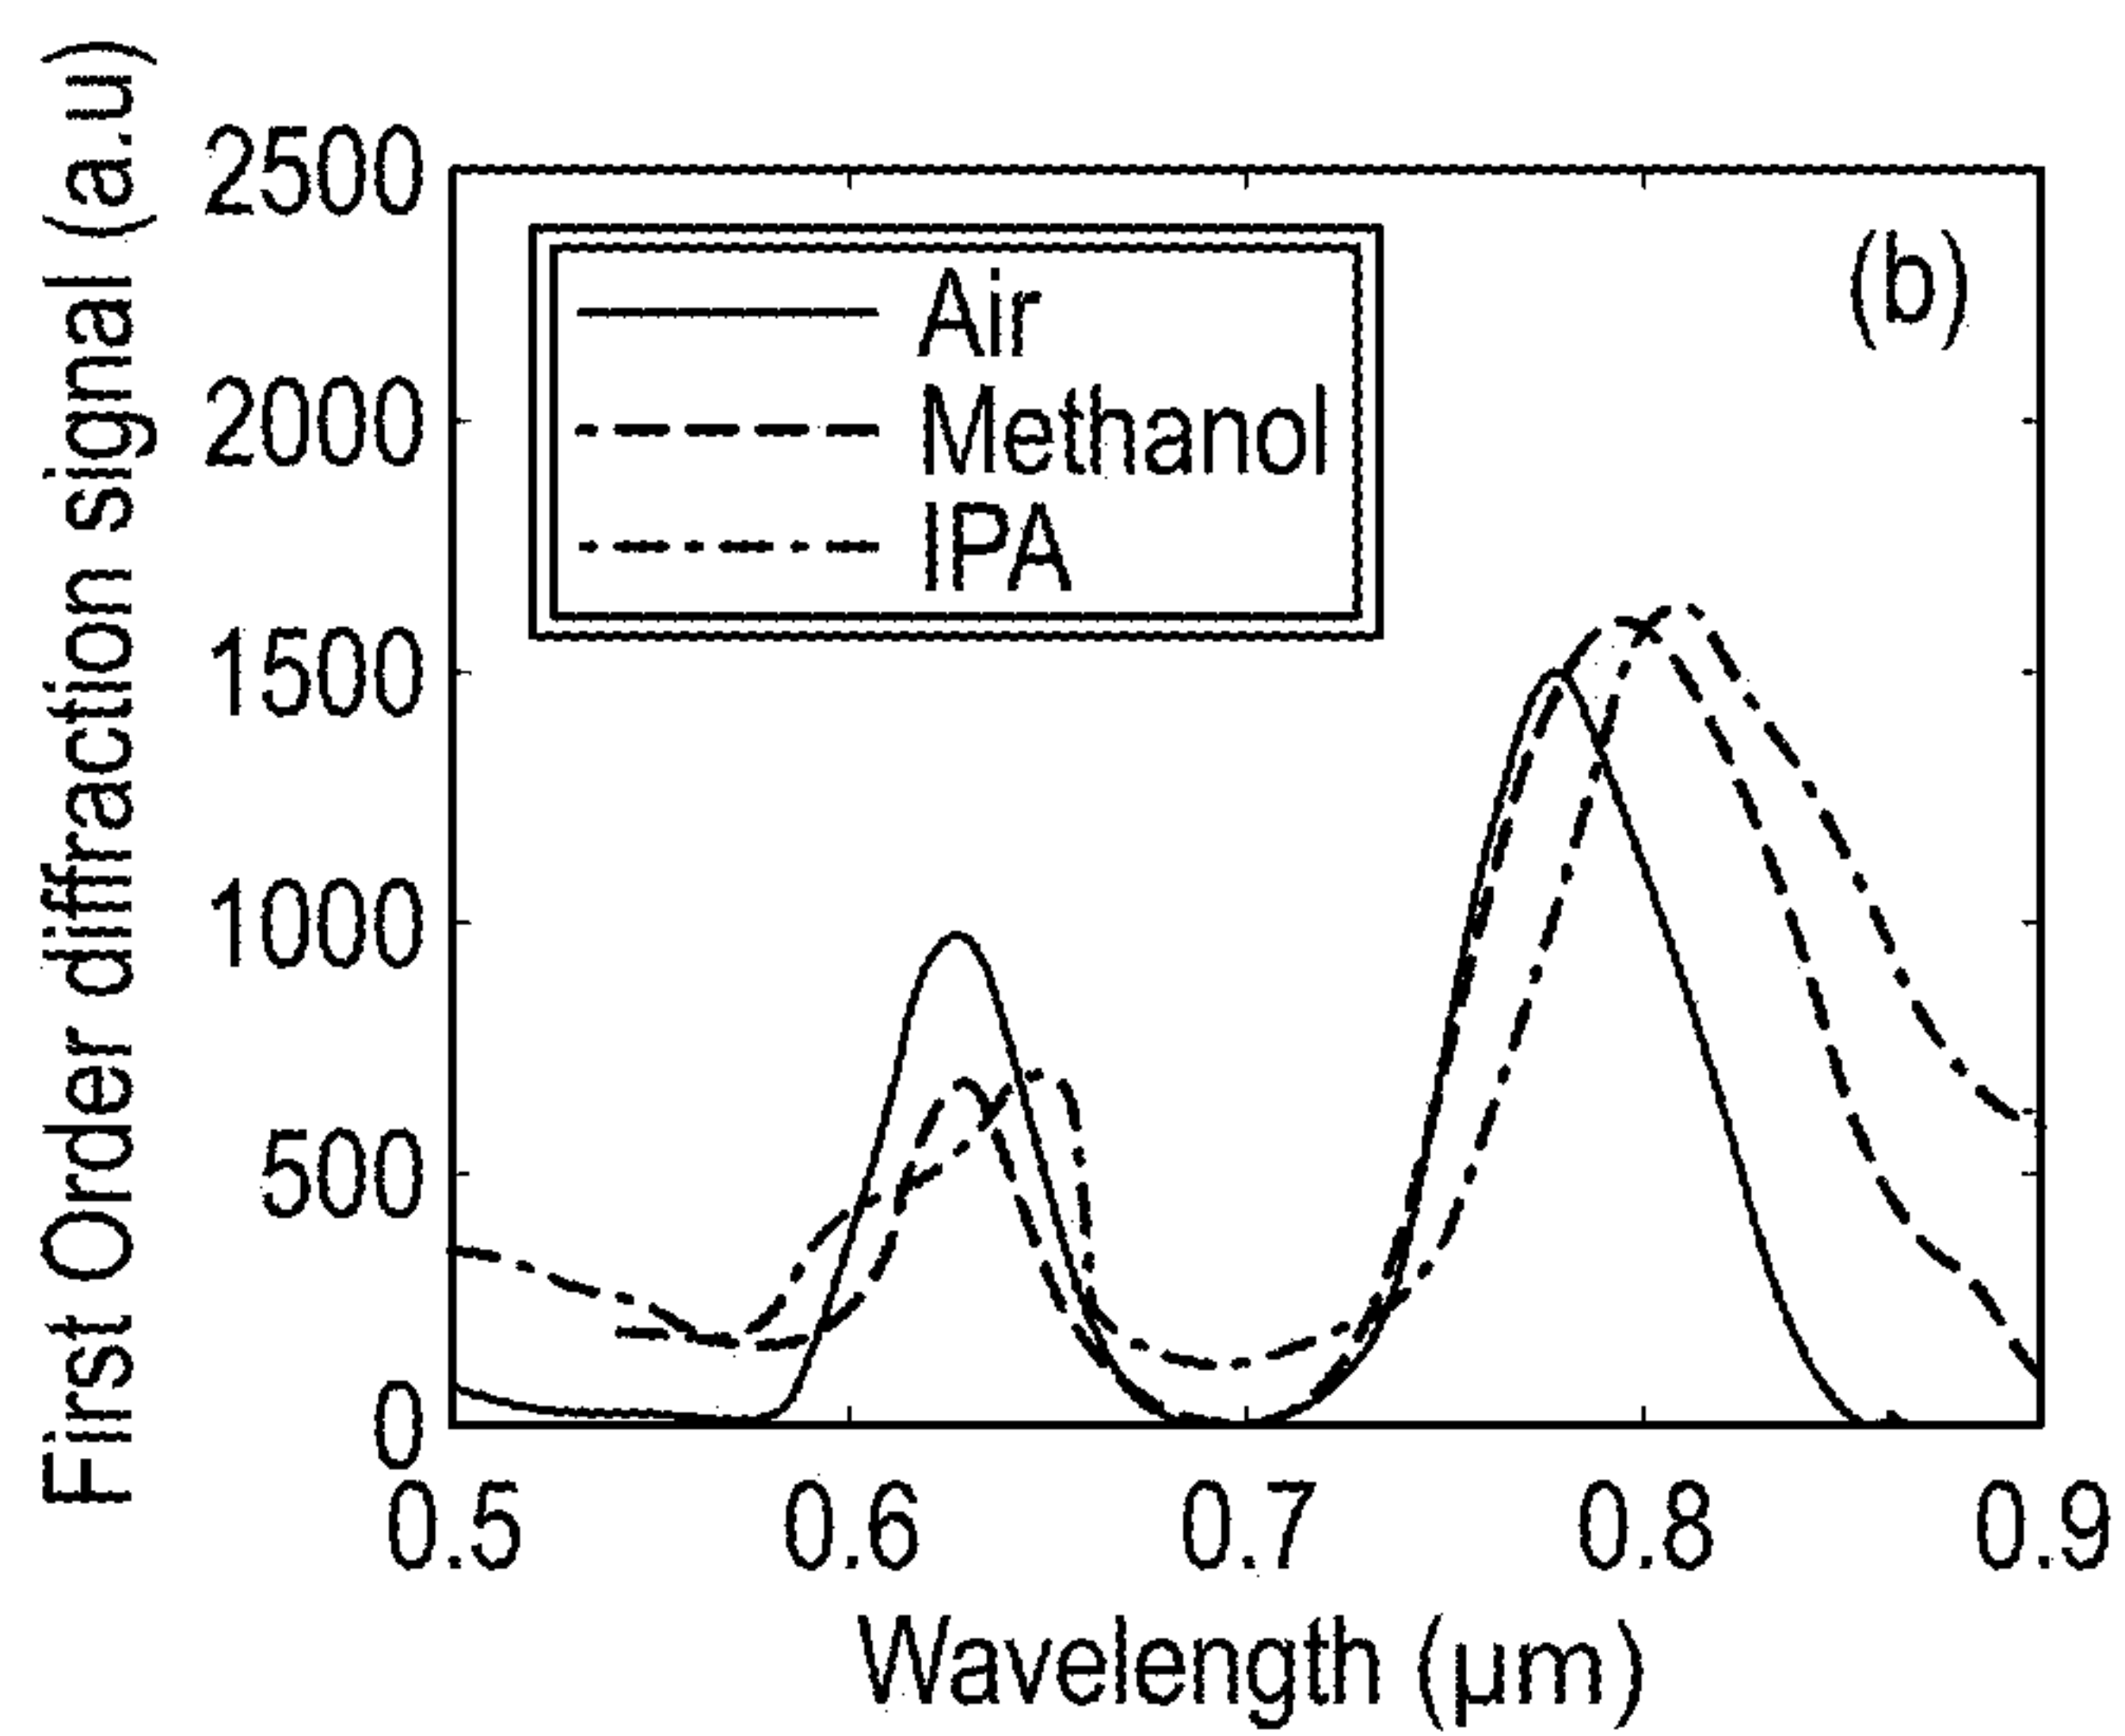 First Order diffraction signal (a.u)
2500
2000
1500
1000
500
0
Air
Methanol
IPA
(b)
0.5 0.6 0.7 0.8 0.9
Wavelength (µm)